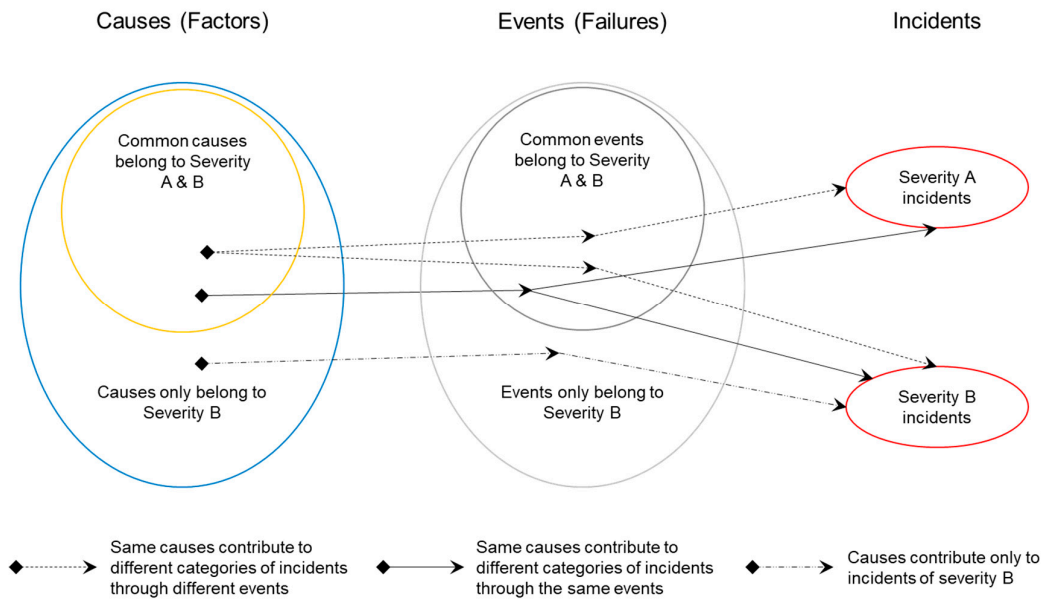 Causes (Factors)
Events (Failures)
Incidents
Common causes
belong to Severity
A & B
Common events
belong to Severity
A & B
Severity A
incidents
Causes only belong to
Severity B
Events only belong to
Severity B
Severity B
incidents
Same causes contribute to
different categories of incidents
through different events
Same causes contribute to
different categories of incidents
through the same events
Causes contribute only to
incidents of severity B